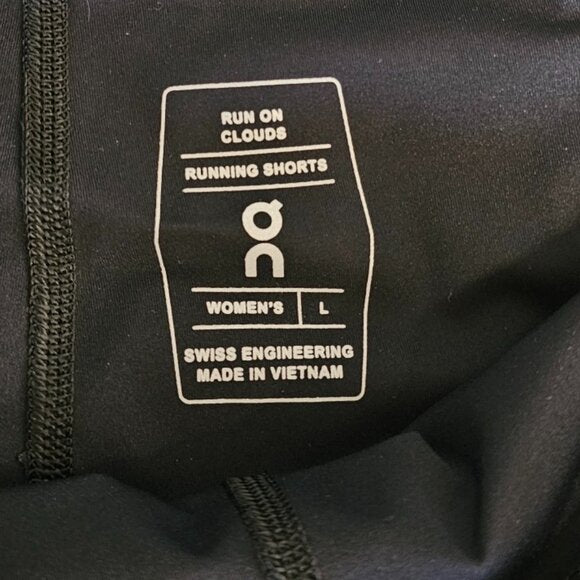 RUN ON
CLOUDS
RUNNING SHORTS
WOMEN'S L
SWISS ENGINEERING
MADE IN VIETNAM